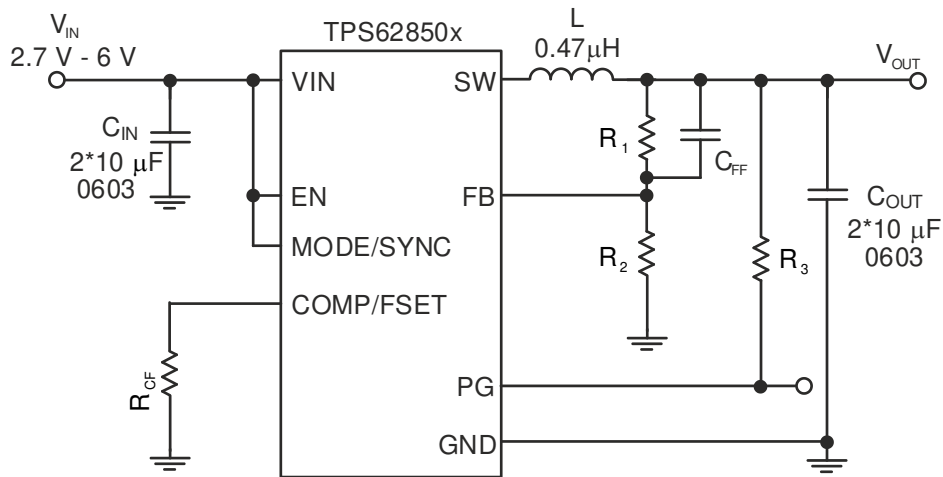 TPS62850x
V_IN
2.7 V - 6 V
L
0.47μH
V_OUT
VIN
SW
C_IN
2*10 μF
0603
R_1
C_FF
EN
FB
C_OUT
2*10 μF
0603
MODE/SYNC
R_2
R_3
COMP/FSET
R_CF
PG
GND